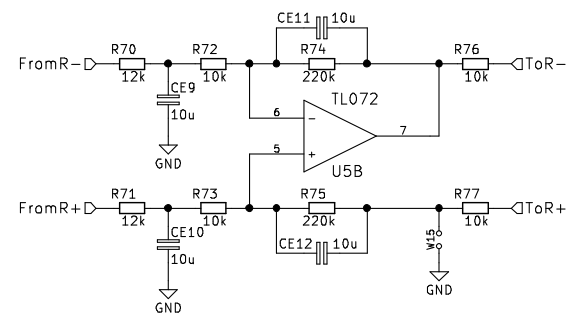 CE11 10u
R70 R72 R74 R76
FromR- ToR-
12k 10k 220k 10k
CE9
10u
TL072
6 -
7
5 +
U5B
GND
R71 R73 R75 R77
FromR+ ToR+
12k 10k 220k 10k
CE10 CE12 10u W15
10u
GND GND